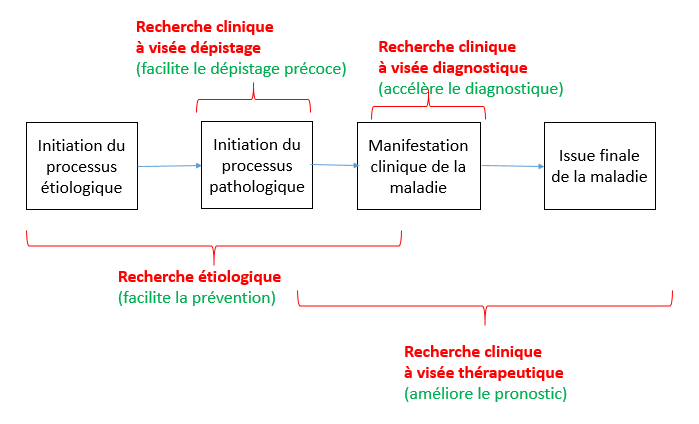 Recherche clinique
à visée dépistage
(facilite le dépistage précoce)
Recherche clinique
à visée diagnostique
(accélère le diagnostique)
Initiation du
processus
étiologique
Initiation du
processus
pathologique
Manifestation
clinique de la
maladie
Issue finale
de la maladie
Recherche étiologique
(facilite la prévention)
Recherche clinique
à visée thérapeutique
(améliore le pronostic)